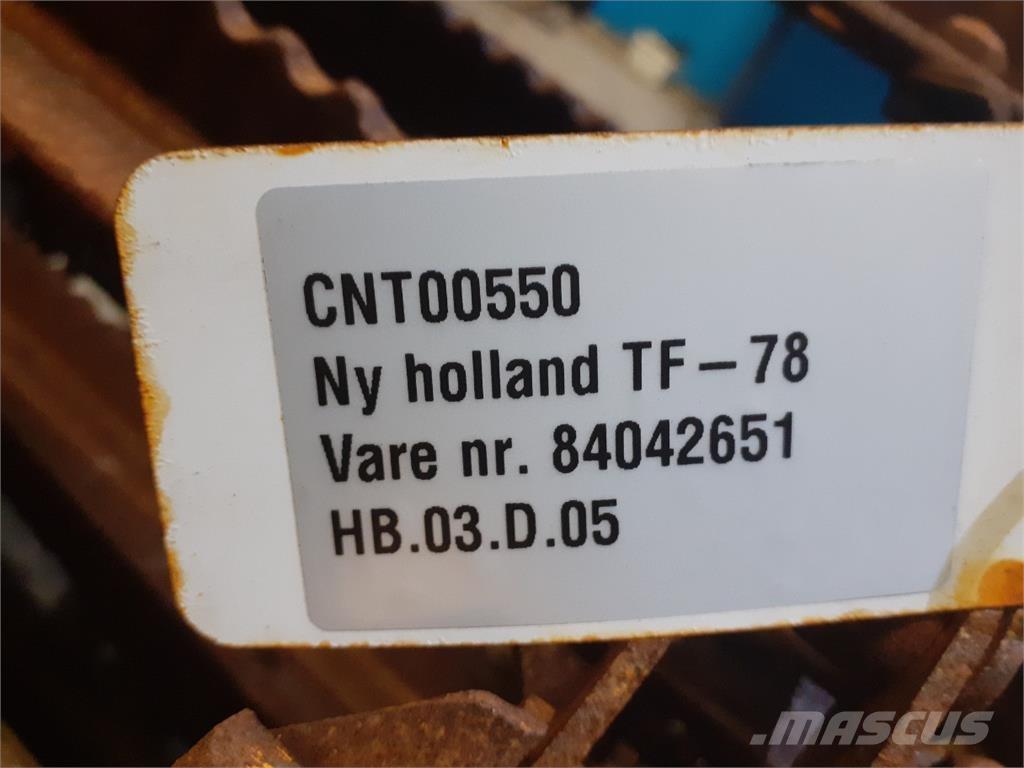 CNT00550
Ny holland TF-78
Vare nr. 84042651
HB.03.D.05
.MASCUS